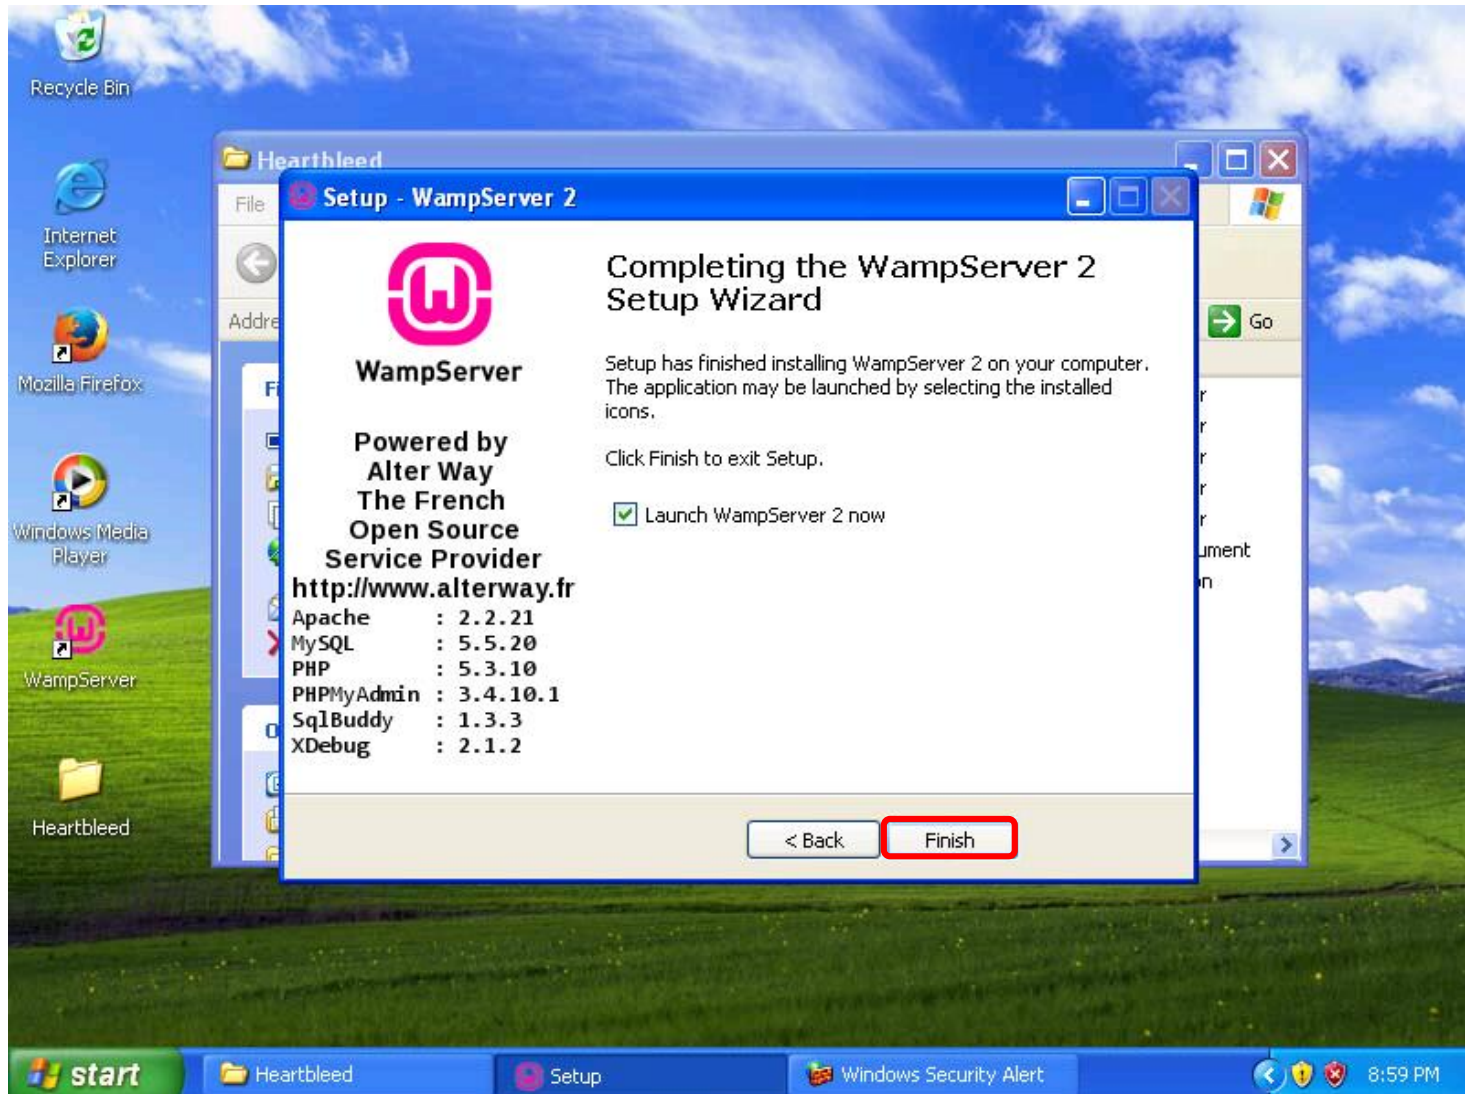 Recycle Bin
Internet
Explorer
Mozilla Firefox
Windows Media
Player
WampServer
Heartbleed
Heartbleed
File
Addre
Go
Fi
r
r
r
r
r
ument
on
O
Setup - WampServer 2
WampServer
Powered by
Alter Way
The French
Open Source
Service Provider
http://www.alterway.fr
Apache : 2.2.21
MySQL : 5.5.20
PHP : 5.3.10
PHPMyAdmin : 3.4.10.1
SqlBuddy : 1.3.3
XDebug : 2.1.2
Completing the WampServer 2
Setup Wizard
Setup has finished installing WampServer 2 on your computer.
The application may be launched by selecting the installed
icons.
Click Finish to exit Setup.
Launch WampServer 2 now
< Back
Finish
start
Heartbleed
Setup
Windows Security Alert
8:59 PM